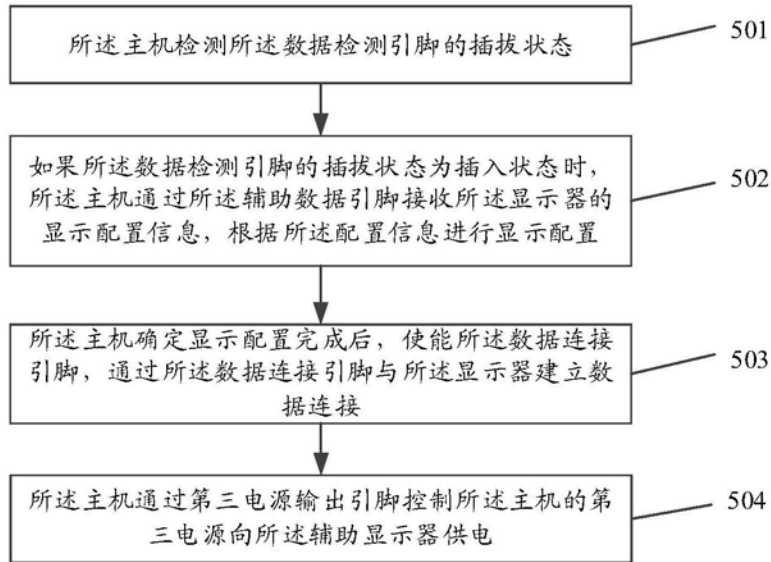 所述主机检测所述数据检测引脚的插拔状态
501
如果所述数据检测引脚的插拔状态为插入状态时，
所述主机通过所述辅助数据引脚接收所述显示器的
显示配置信息，根据所述配置信息进行显示配置
502
所述主机确定显示配置完成后，使能所述数据连接
引脚，通过所述数据连接引脚与所述显示器建立数
据连接
503
所述主机通过第三电源输出引脚控制所述主机的第
三电源向所述辅助显示器供电
504